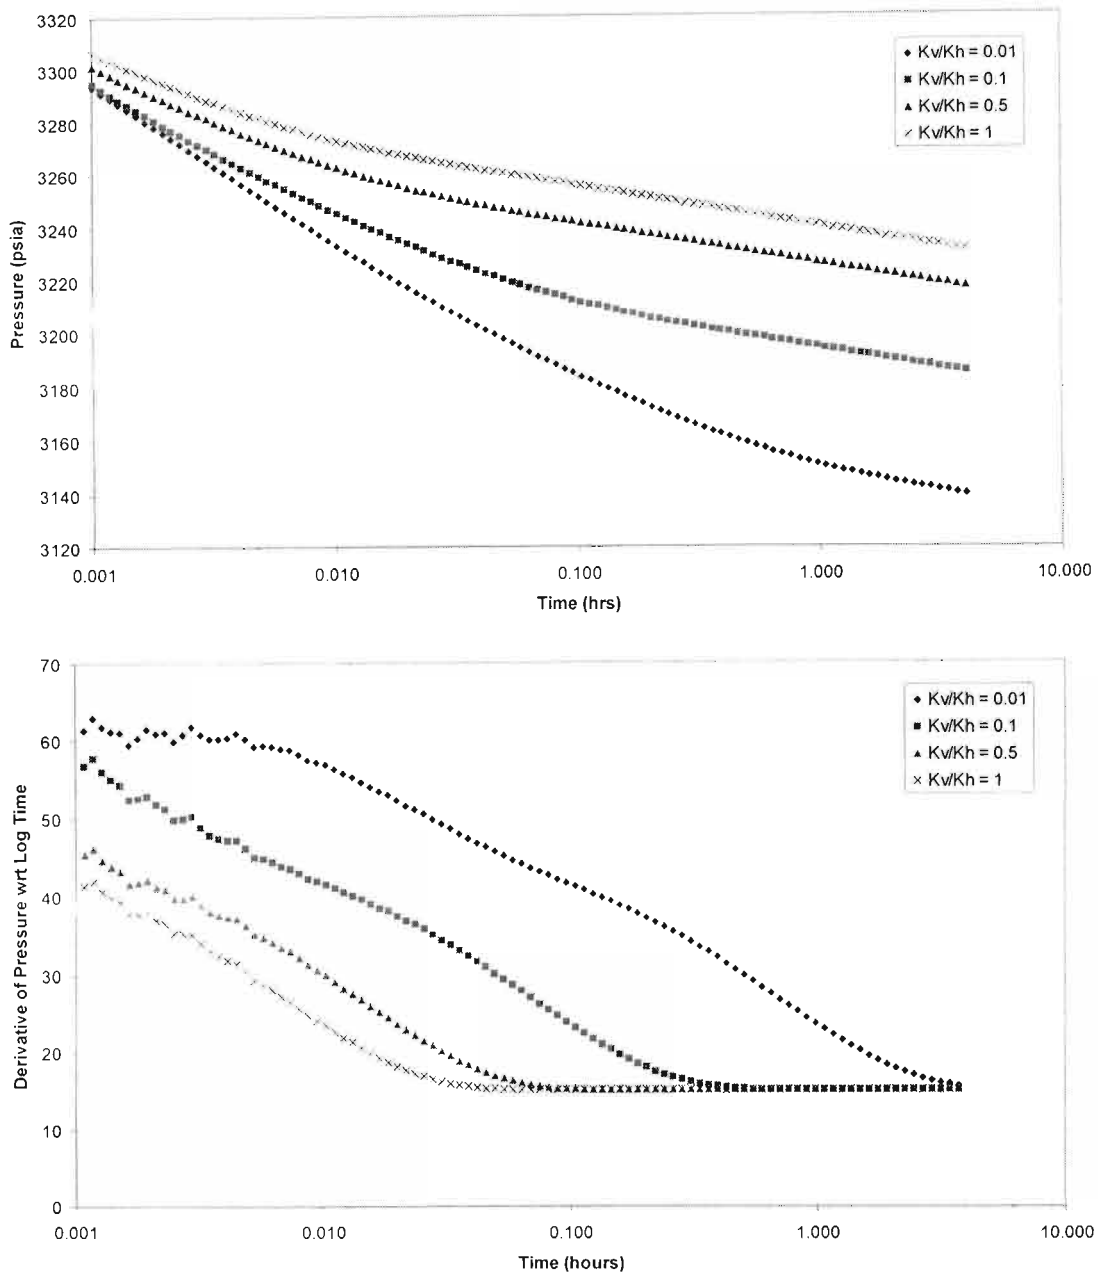 3320
3300
3280
3260
3240
3220
3200
3180
3160
3140
3120
Pressure (psia)
Kv/Kh = 0.01
Kv/Kh = 0.1
Kv/Kh = 0.5
Kv/Kh = 1
0.001 0.010 0.100 1.000 10.000
Time (hrs)
70
60
50
40
30
20
10
0
Derivative of Pressure wrt Log Time
Kv/Kh = 0.01
Kv/Kh = 0.1
Kv/Kh = 0.5
Kv/Kh = 1
0.001 0.010 0.100 1.000 10.000
Time (hours)